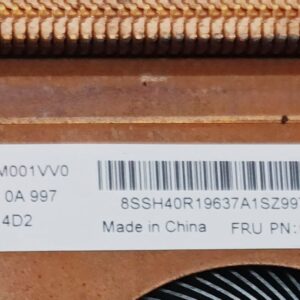 M001VV0
0A 997
4D2
8SSH40R19637A1SZ997
Made in China
FRU PN: